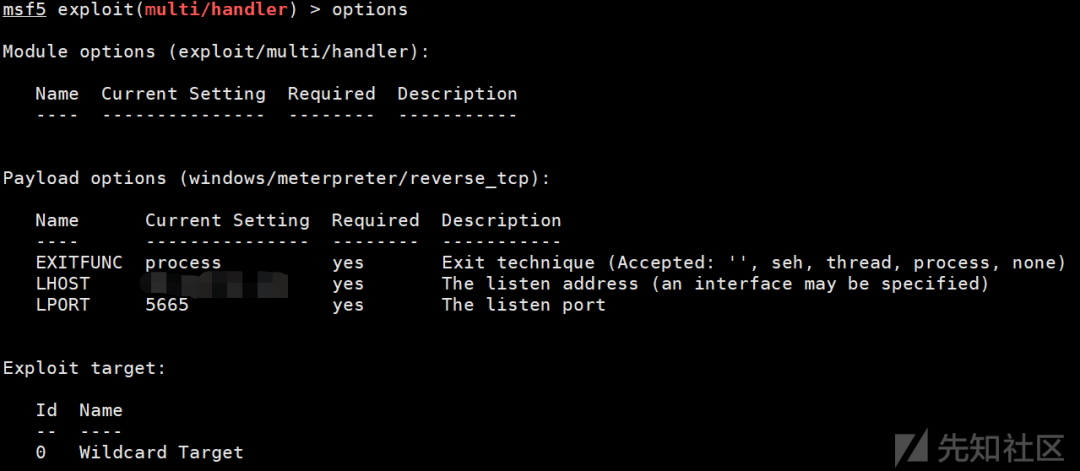 msf5 exploit(multi/handler) > options
Module options (exploit/multi/handler):
Name  Current Setting  Required  Description
----  ---------------  --------  -----------
Payload options (windows/meterpreter/reverse_tcp):
Name      Current Setting  Required  Description
----      ---------------  --------  -----------
EXITFUNC  process          yes       Exit technique (Accepted: '', seh, thread, process, none)
LHOST                      yes       The listen address (an interface may be specified)
LPORT     5665             yes       The listen port
Exploit target:
Id  Name
--  ----
0   Wildcard Target
先知社区